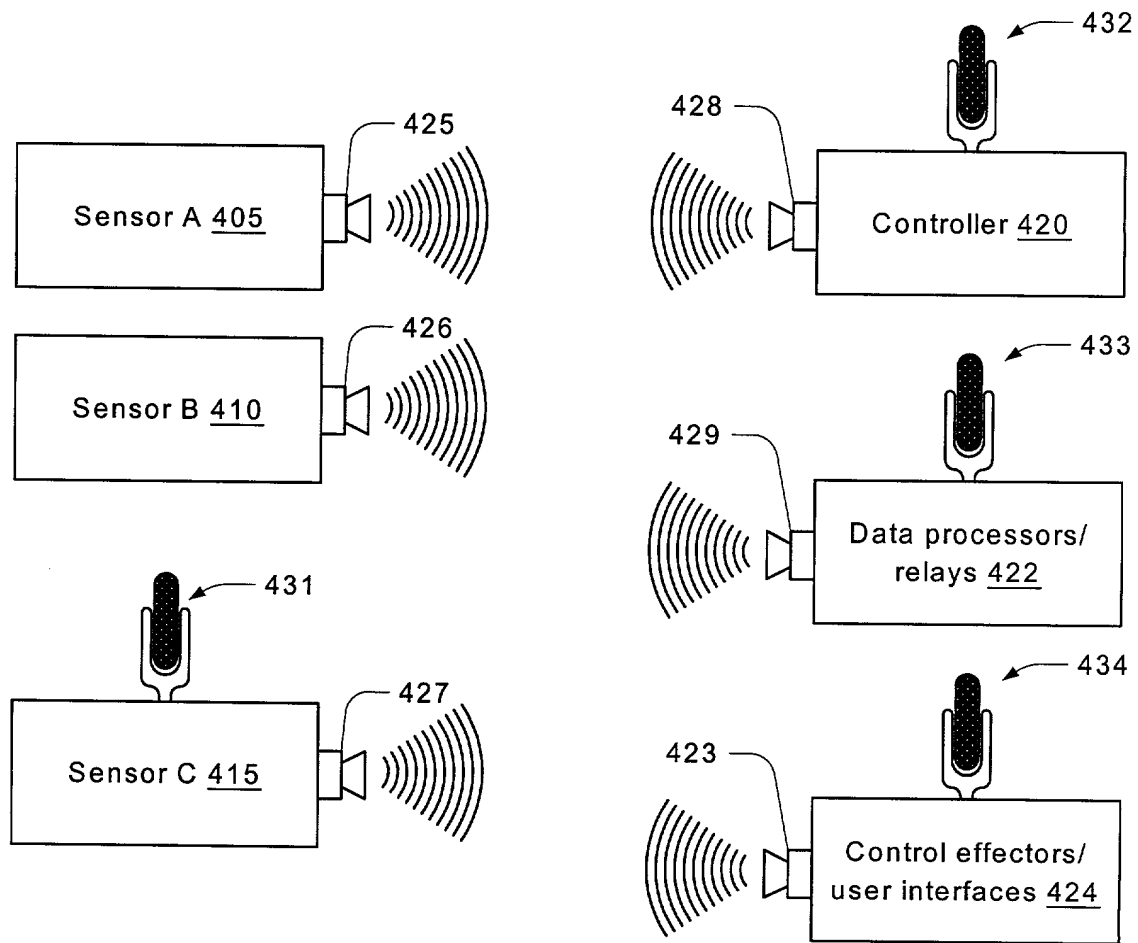 432
425
428
Sensor A 405
Controller 420
426
433
Sensor B 410
429
Data processors/
relays 422
431
434
427
423
Sensor C 415
Control effectors/
user interfaces 424